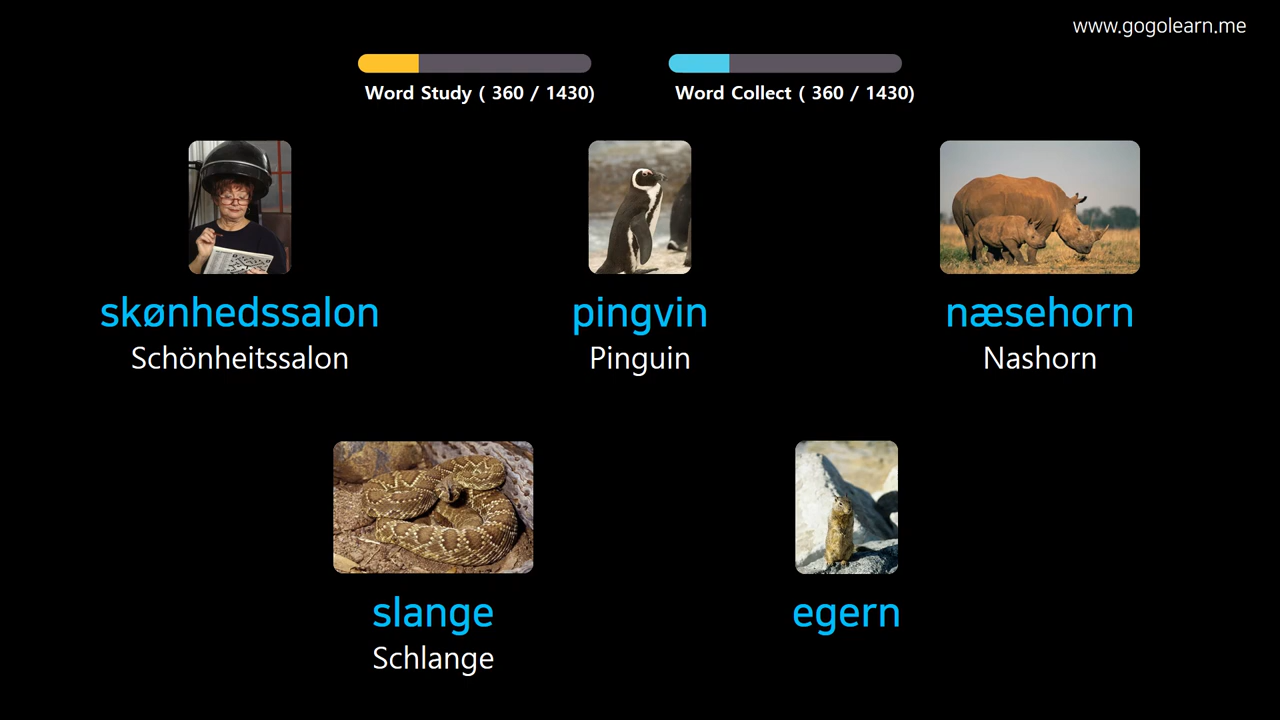 www.gogolearn.me
Word Study ( 360 / 1430)
Word Collect ( 360 / 1430)
skønhedssalon
Schönheitssalon
pingvin
Pinguin
næsehorn
Nashorn
slange
Schlange
egern